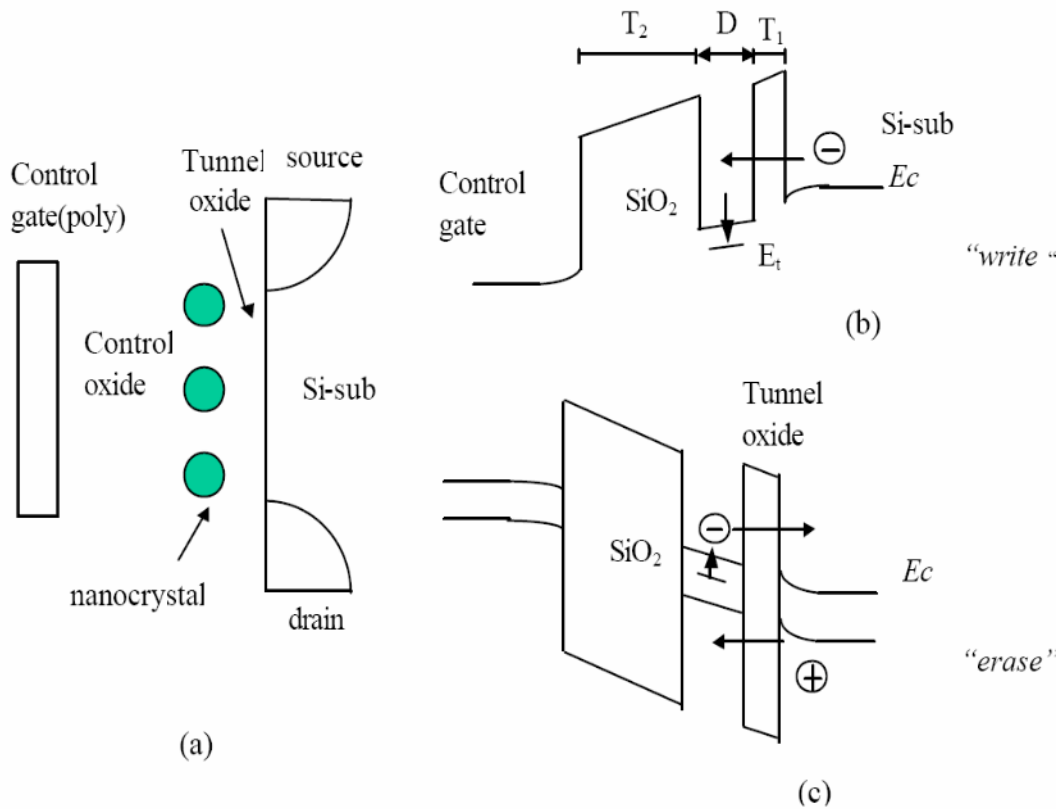 Control
gate(poly)
Tunnel
oxide
source
Control
oxide
Si-sub
nanocrystal
drain
(a)
T₂ D T₁
Control
gate
SiO₂
Si-sub
Ec
Eₜ
“write “
(b)
Tunnel
oxide
SiO₂
Ec
“erase”
(c)